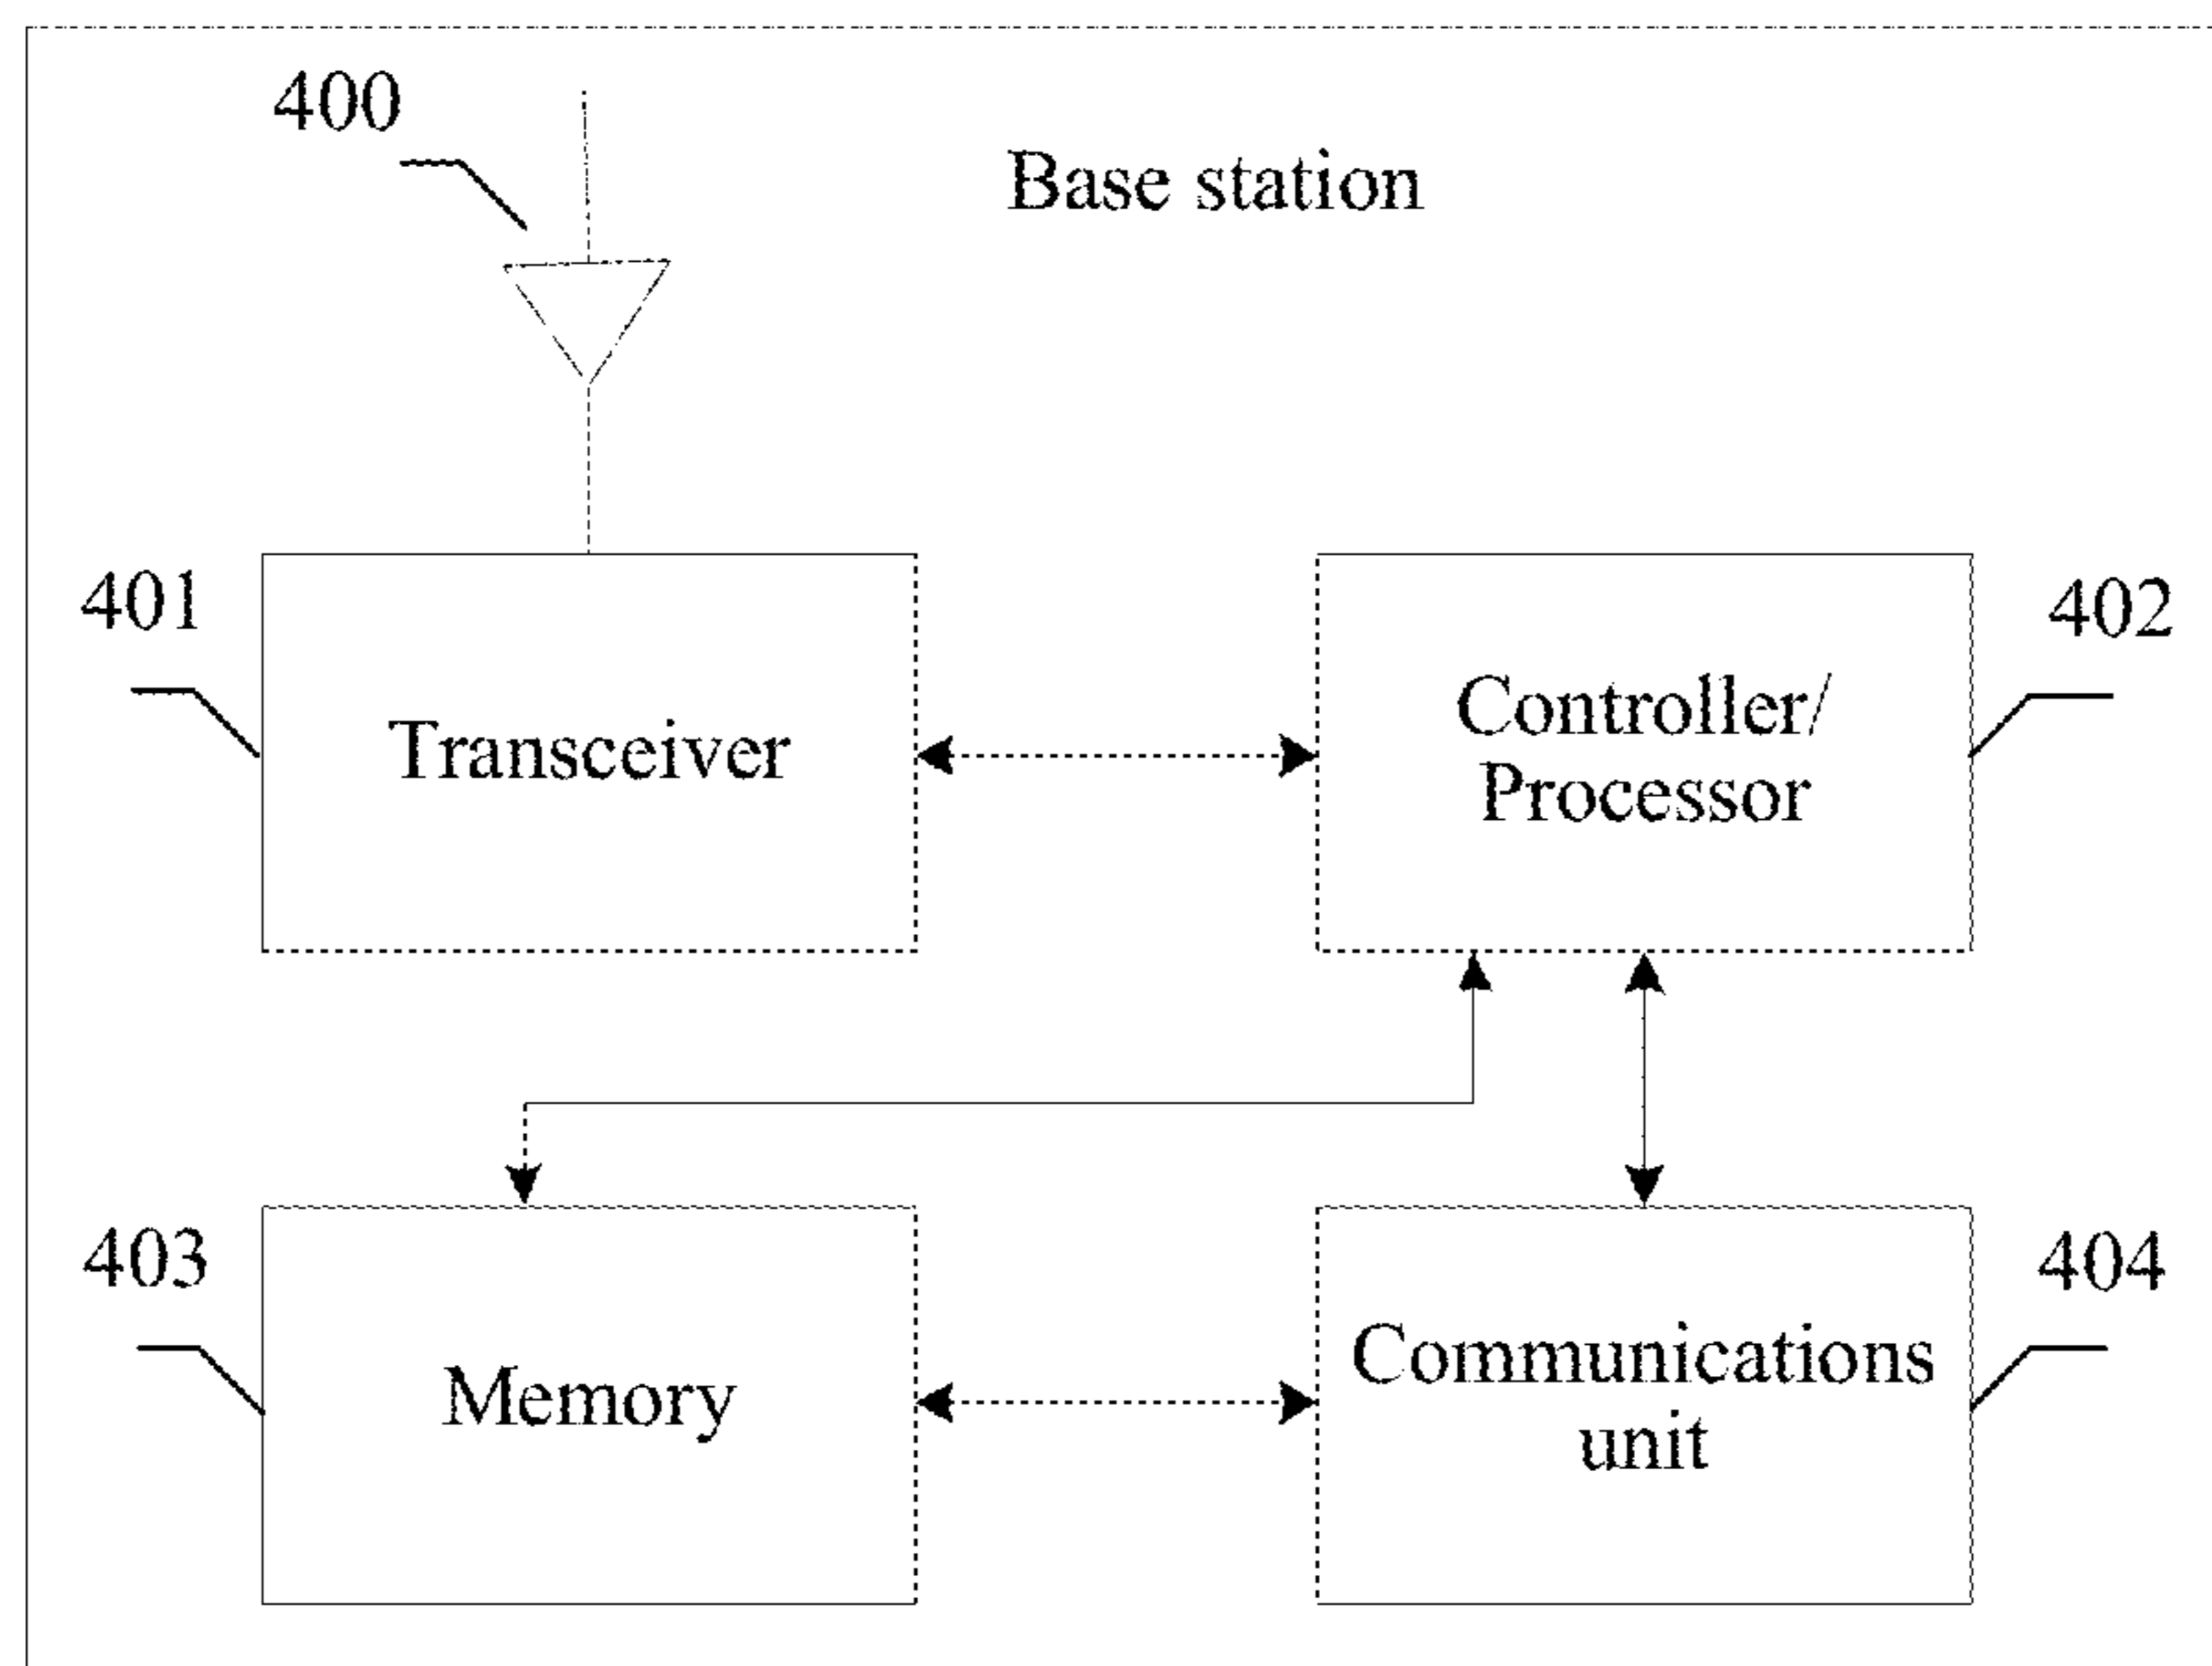 400
Base station
401
Transceiver
402
Controller/
Processor
403
Memory
404
Communications
unit